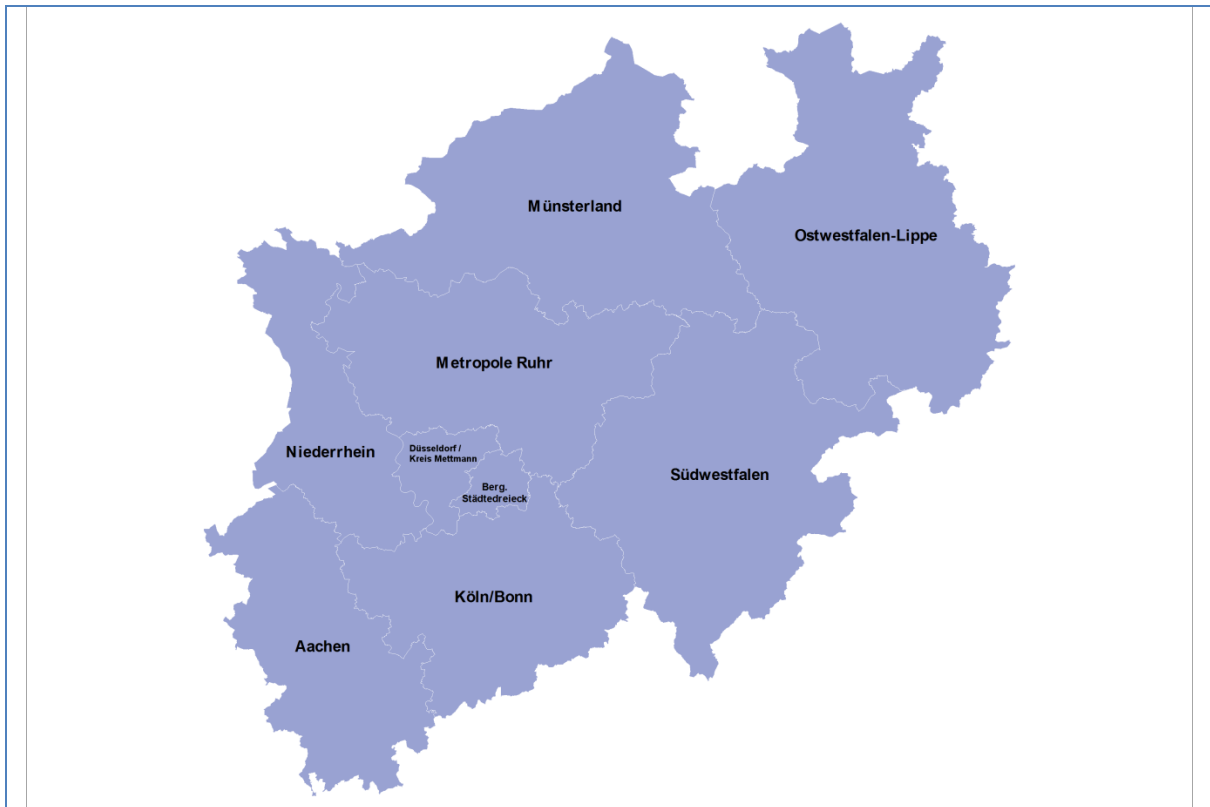 Münsterland
Ostwestfalen-Lippe
Metropole Ruhr
Niederrhein
Düsseldorf /
Kreis Mettmann
Berg.
Städtedreieck
Südwestfalen
Köln/Bonn
Aachen